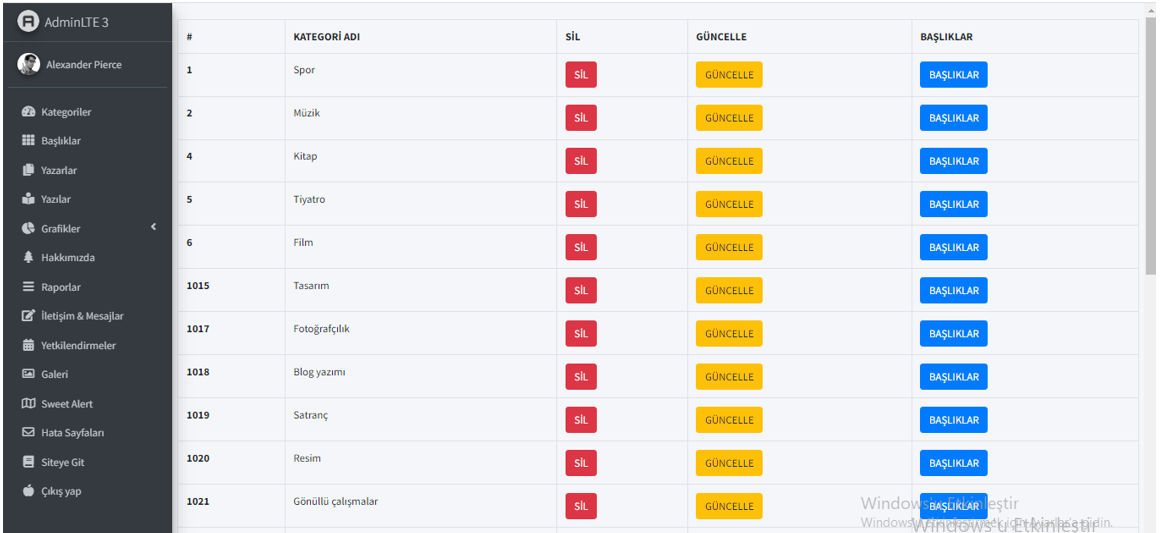 AdminLTE 3
Alexander Pierce
Kategoriler
Başlıklar
Yazarlar
Yazılar
Grafikler
Hakkımızda
Raporlar
İletişim & Mesajlar
Yetkilendirmeler
Galeri
Sweet Alert
Hata Sayfaları
Siteye Git
Çıkış yap
# KATEGORİ ADI SİL GÜNCELLE BAŞLIKLAR
1 Spor SİL GÜNCELLE BAŞLIKLAR
2 Müzik SİL GÜNCELLE BAŞLIKLAR
4 Kitap SİL GÜNCELLE BAŞLIKLAR
5 Tiyatro SİL GÜNCELLE BAŞLIKLAR
6 Film SİL GÜNCELLE BAŞLIKLAR
1015 Tasarım SİL GÜNCELLE BAŞLIKLAR
1017 Fotoğrafçılık SİL GÜNCELLE BAŞLIKLAR
1018 Blog yazımı SİL GÜNCELLE BAŞLIKLAR
1019 Satranç SİL GÜNCELLE BAŞLIKLAR
1020 Resim SİL GÜNCELLE BAŞLIKLAR
1021 Gönüllü çalışmalar SİL GÜNCELLE BAŞLIKLAR
Windows'u Etkinleştir
Windows'u etkinleştirmek için Ayarlar'a gidin.
Windows'u Etkinleştir